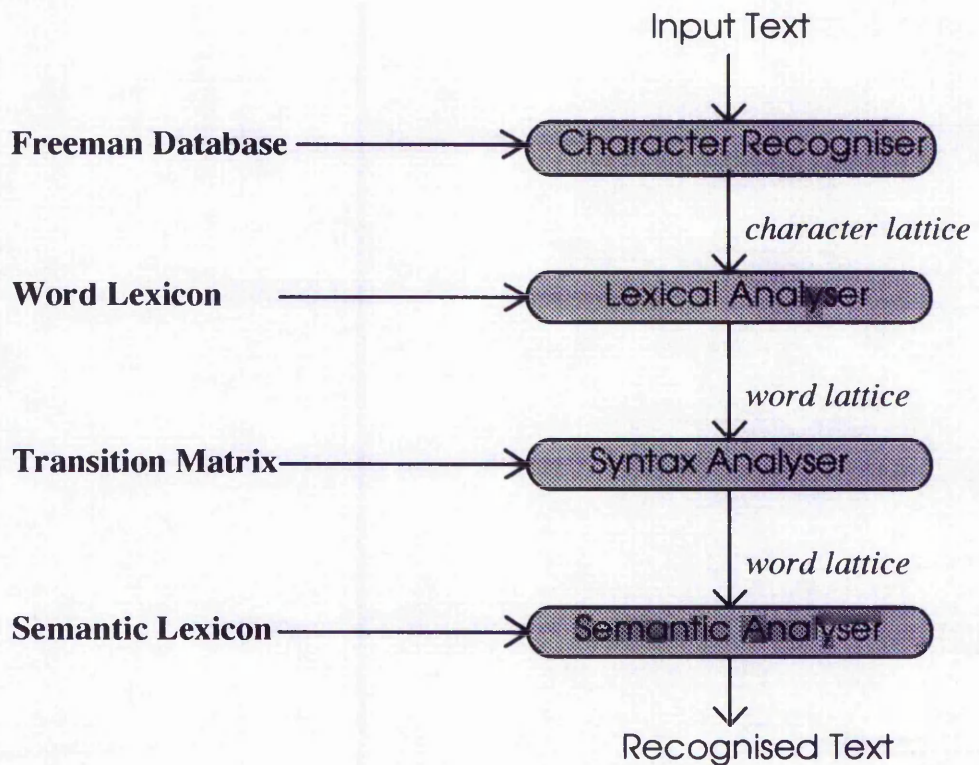 Input Text
Freeman Database
Character Recogniser
character lattice
Word Lexicon
Lexical Analyser
word lattice
Transition Matrix
Syntax Analyser
word lattice
Semantic Lexicon
Semantic Analyser
Recognised Text